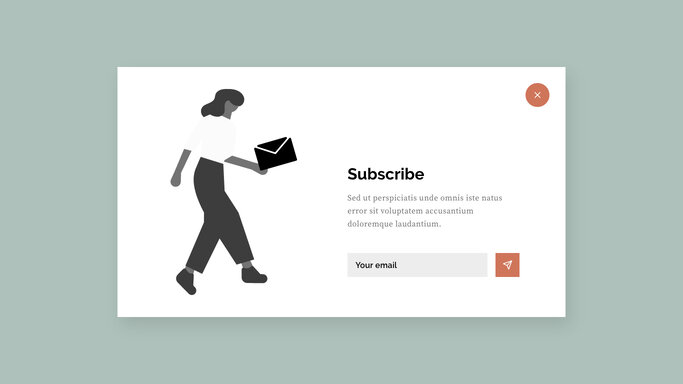 Subscribe
Sed ut perspiciatis unde omnis iste natus
error sit voluptatem accusantium
doloremque laudantium.
Your email